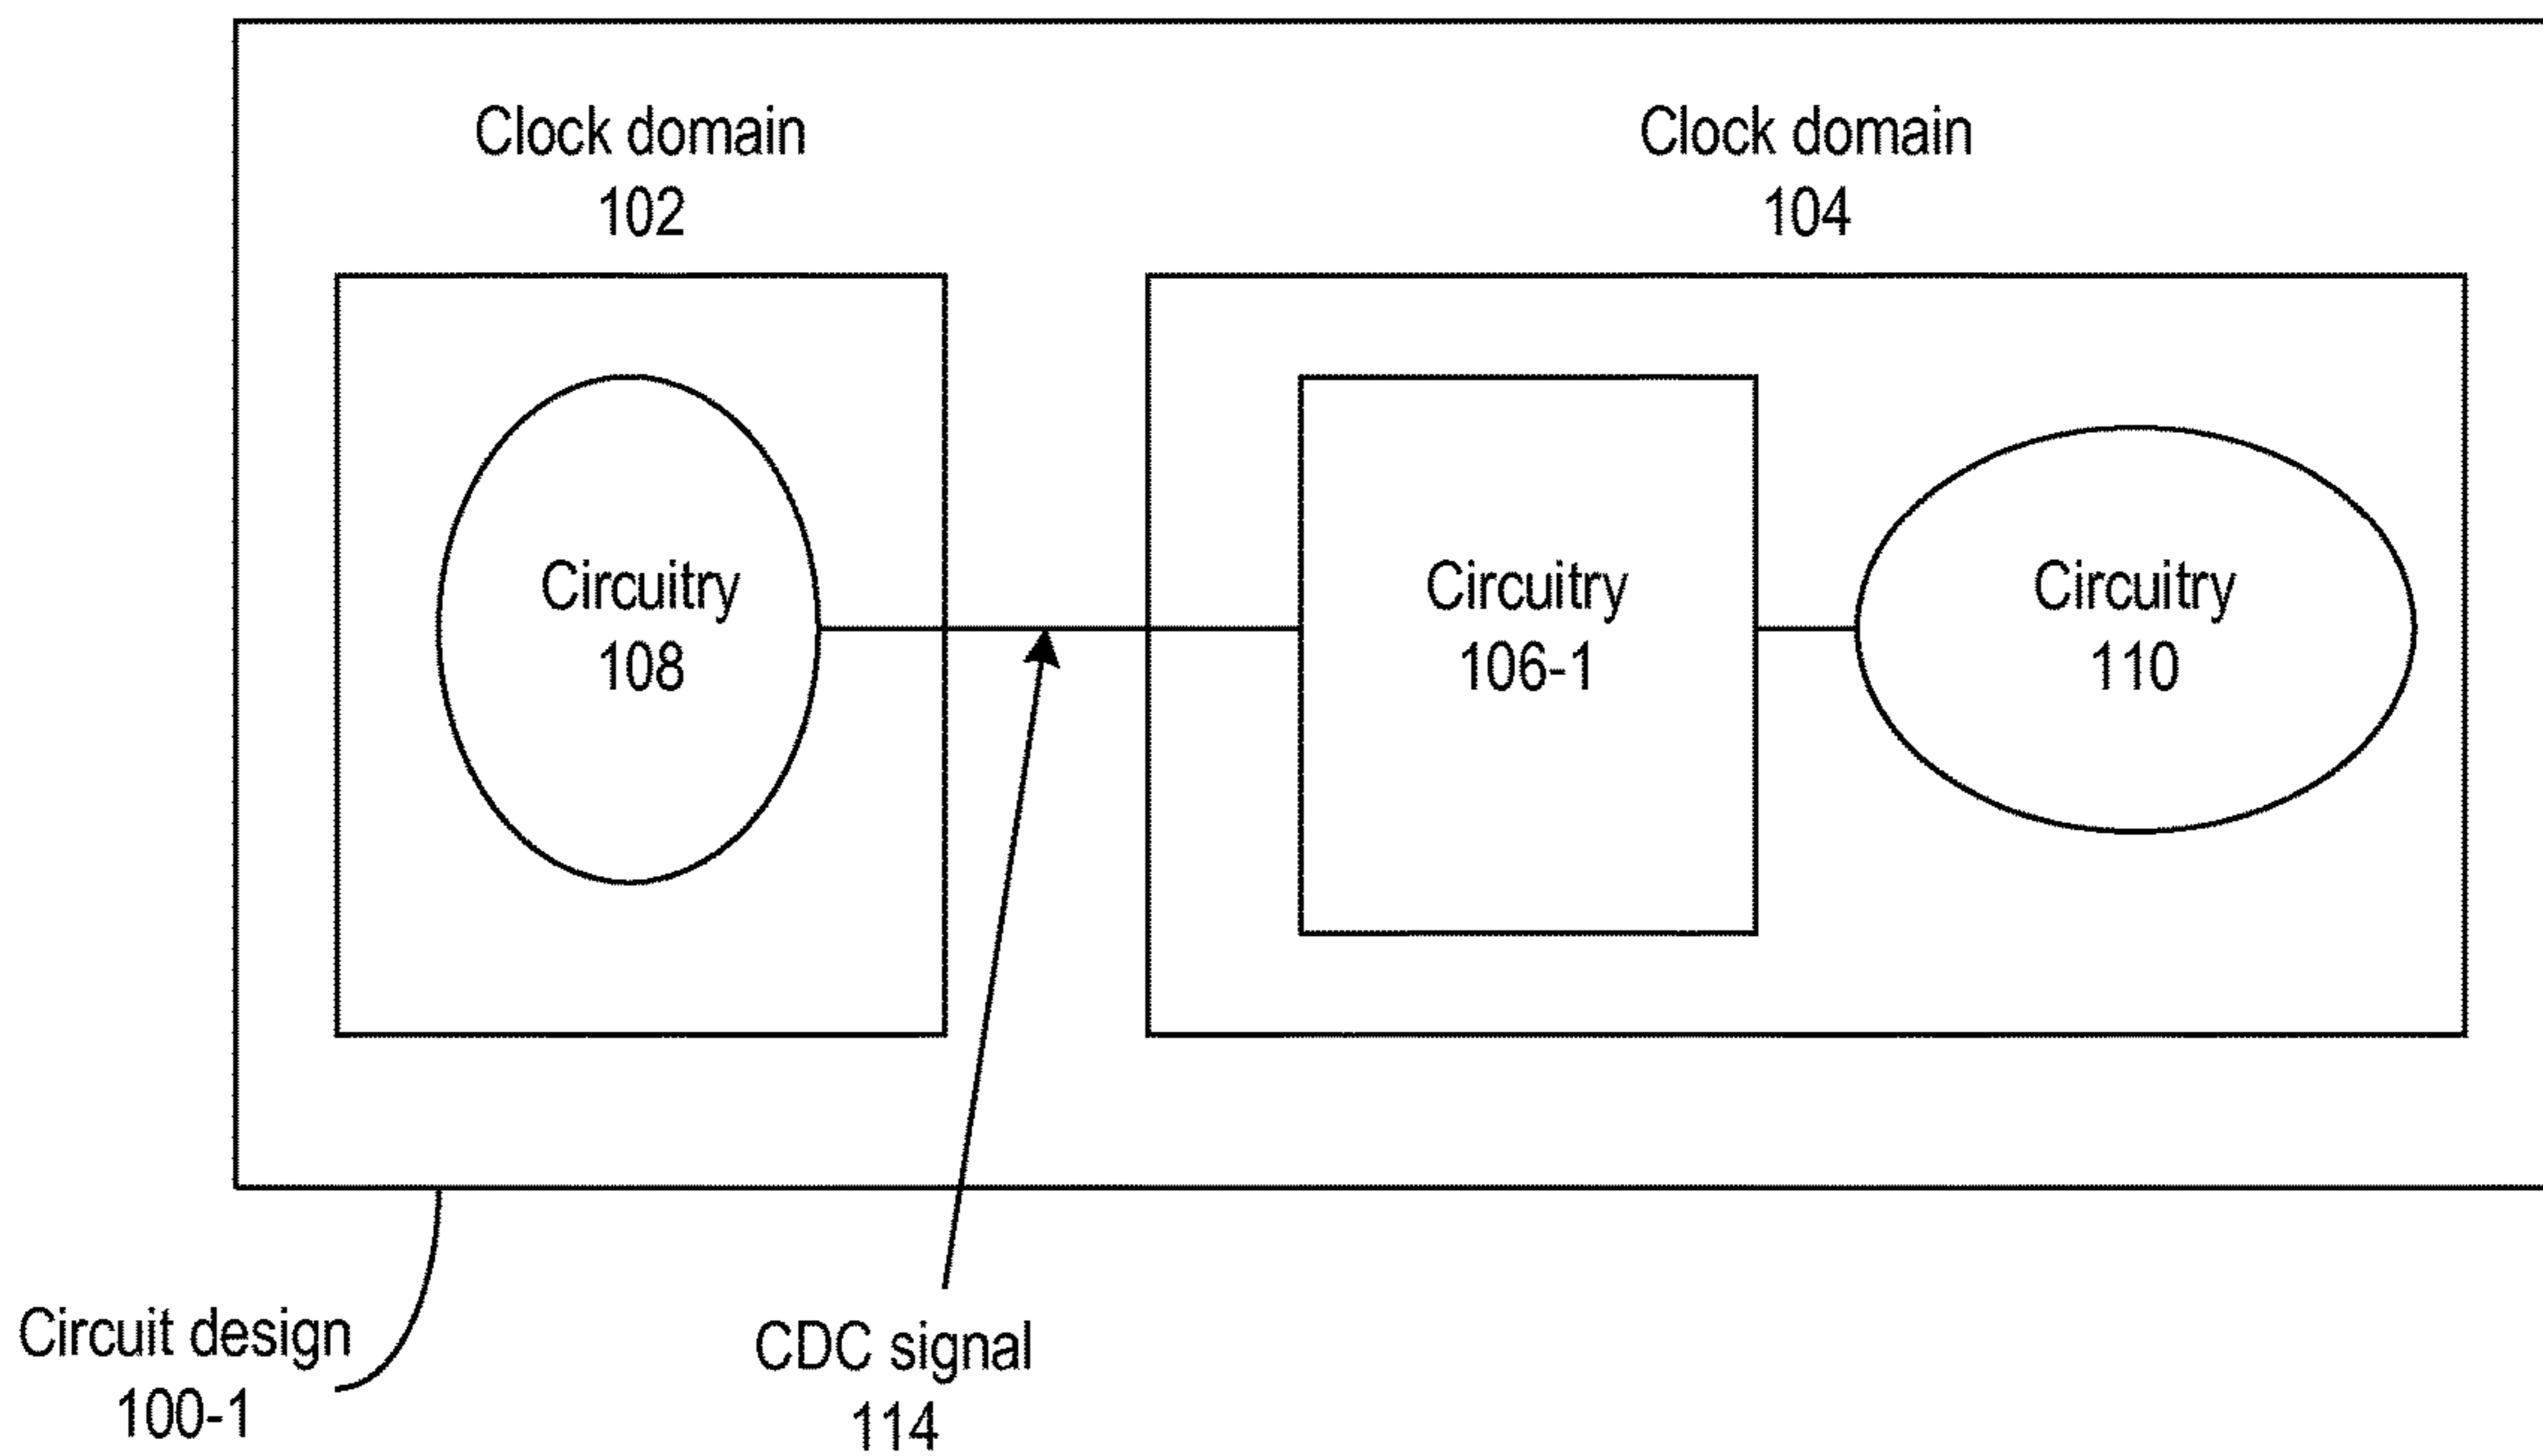 Clock domain
102
Clock domain
104
Circuitry
108
Circuitry
106-1
Circuitry
110
Circuit design
100-1
CDC signal
114